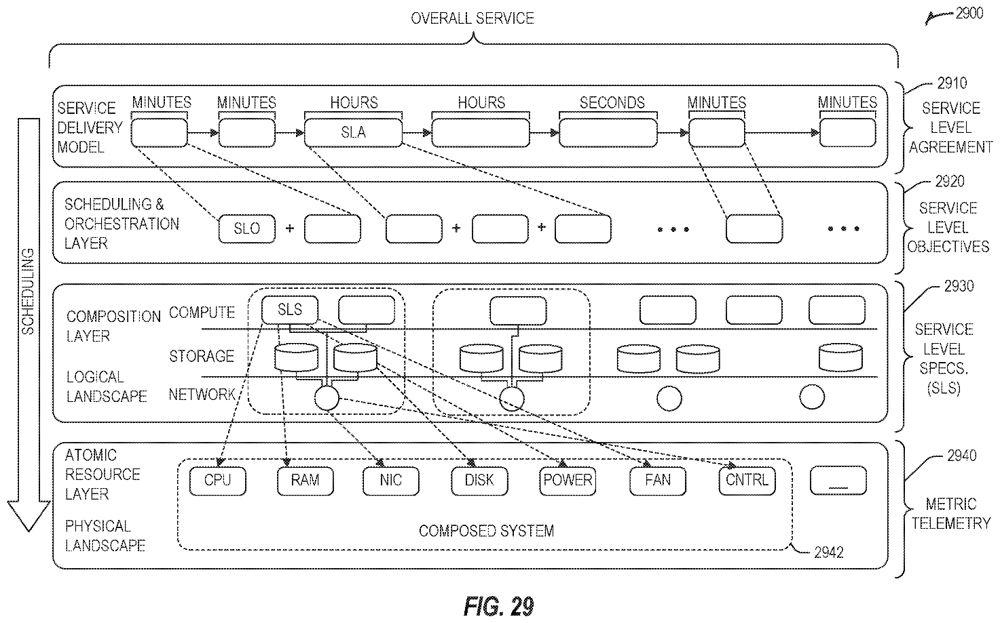 2900
OVERALL SERVICE
2910
MINUTES MINUTES HOURS HOURS SECONDS MINUTES MINUTES
SERVICE
DELIVERY
MODEL
SLA
SERVICE
LEVEL
AGREEMENT
2920
SCHEDULING &
ORCHESTRATION
LAYER
SLO + + + • • • • • •
SERVICE
LEVEL
OBJECTIVES
SCHEDULING
2930
COMPOSITION
LAYER
LOGICAL
LANDSCAPE
COMPUTE
SLS
STORAGE
NETWORK
SERVICE
LEVEL
SPECS.
(SLS)
2940
ATOMIC
RESOURCE
LAYER
CPU RAM NIC DISK POWER FAN CNTRL __
PHYSICAL
LANDSCAPE
COMPOSED SYSTEM
METRIC
TELEMETRY
2942
FIG. 29